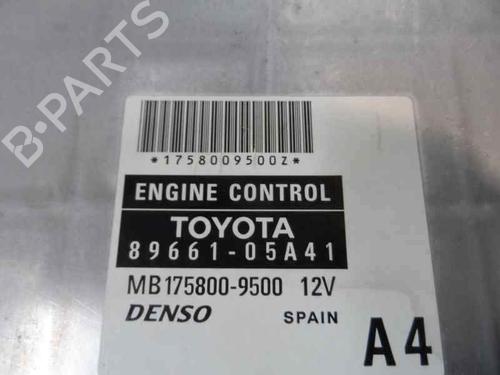 B-PARTS
*1758009500Z*
ENGINE CONTROL
TOYOTA
89661-05A41
MB175800-9500 12V
DENSO SPAIN
A4